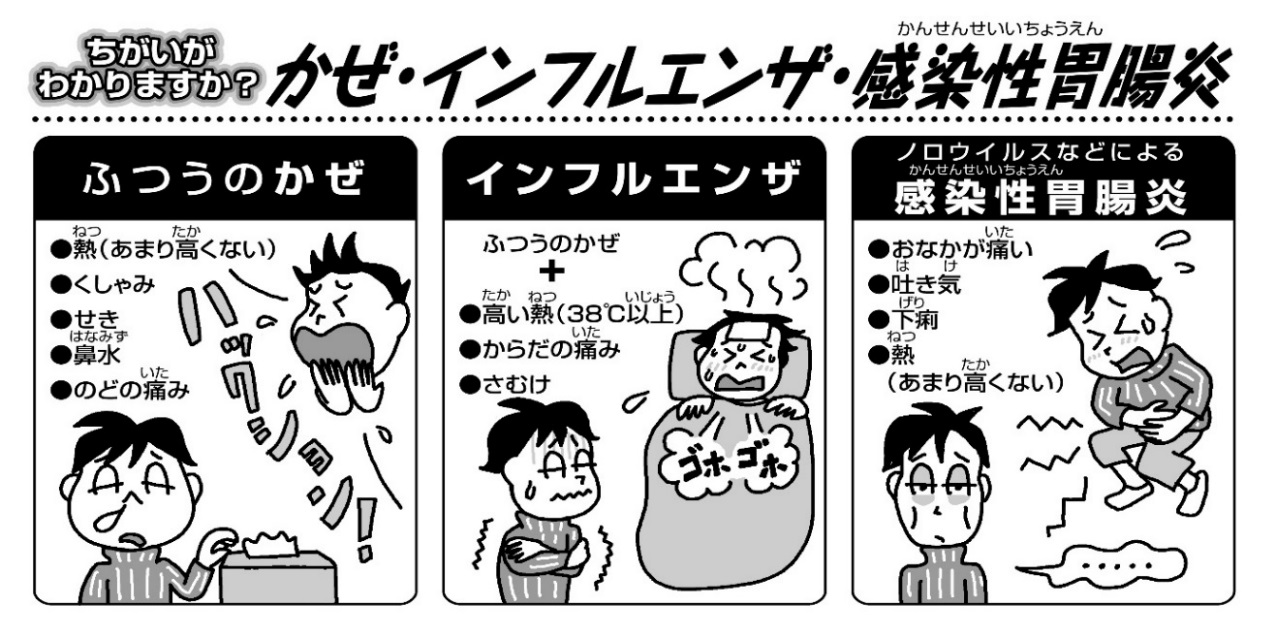 ちがいが
わかりますか?
かんせんせいいちょうえん
かぜ・インフルエンザ・感染性胃腸炎
ふつうのかぜ
ねつ たか
●熱(あまり高くない)
●くしゃみ
●せき
はなみず
●鼻水
いた
●のどの痛み
ハックション!
インフルエンザ
ふつうのかぜ
+
たか ねつ いじょう
●高い熱(38℃以上)
いた
●からだの痛み
●さむけ
ゴホ ゴホ
ノロウイルスなどによる
かんせんせいいちょうえん
感染性胃腸炎
いた
●おなかが痛い
は け
●吐き気
げり
●下痢
ねつ
●熱
たか
(あまり高くない)
・・・・・